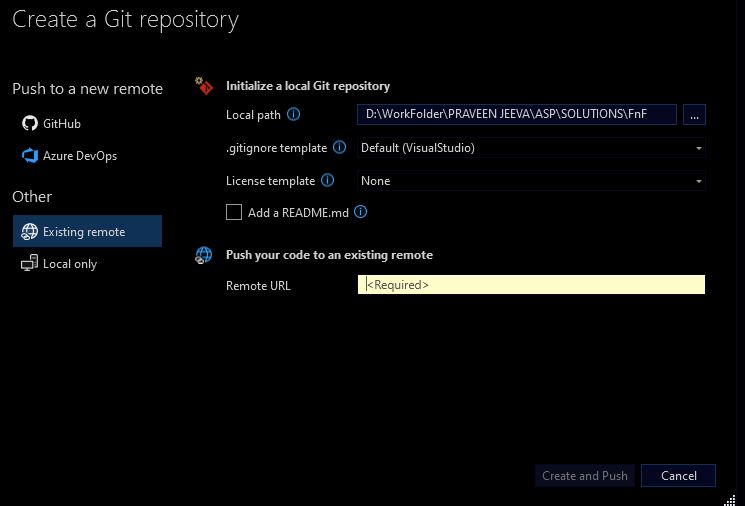 Create a Git repository
Push to a new remote
GitHub
Azure DevOps
Other
Existing remote
Local only
Initialize a local Git repository
Local path
D:\WorkFolder\PRAVEEN JEEVA\ASP\SOLUTIONS\FnF
...
.gitignore template
Default (VisualStudio)
License template
None
Add a README.md
Push your code to an existing remote
Remote URL
<Required>
Create and Push
Cancel